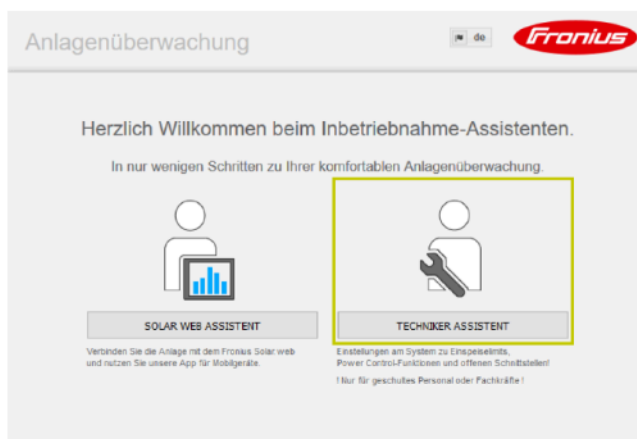 Anlagenüberwachung
de
Fronius
Herzlich Willkommen beim Inbetriebnahme-Assistenten.
In nur wenigen Schritten zu Ihrer komfortablen Anlagenüberwachung.
SOLAR WEB ASSISTENT
TECHNIKER ASSISTENT
Verbinden Sie die Anlage mit dem Fronius Solar.web
und nutzen Sie unsere App für Mobilgeräte.
Einstellungen am System zu Einspeiselimits,
Power Control-Funktionen und offenen Schnittstellen!
! Nur für geschultes Personal oder Fachkräfte !